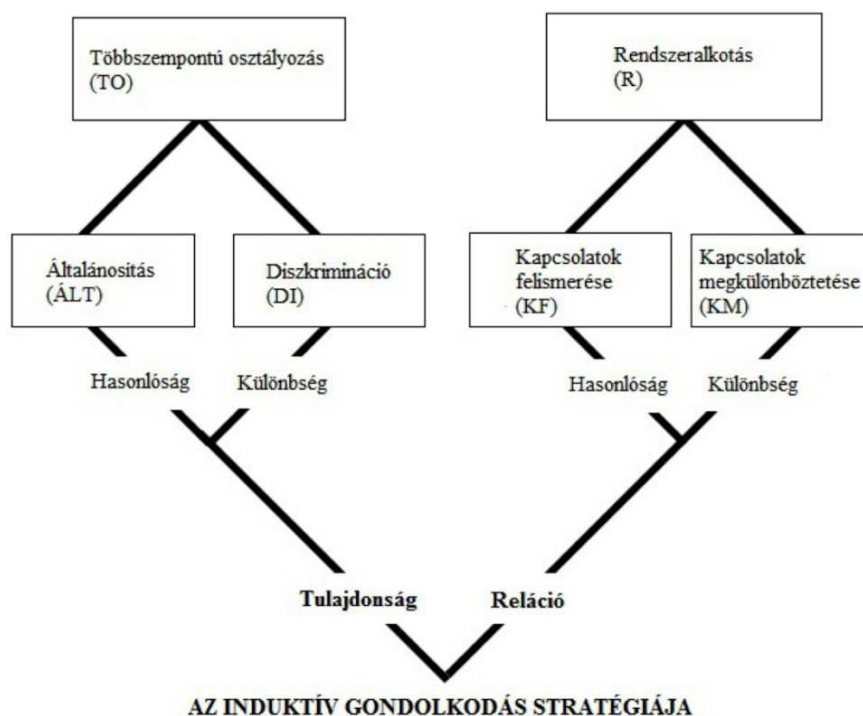 Többszempontú osztályozás
(TO)
Rendszeralkotás
(R)
Általánosítás
(ÁLT)
Diszkrimináció
(DI)
Kapcsolatok
felismerése
(KF)
Kapcsolatok
megkülönböztetése
(KM)
Hasonlóság
Különbség
Hasonlóság
Különbség
Tulajdonság
Reláció
AZ INDUKTÍV GONDOLKODÁS STRATÉGIÁJA